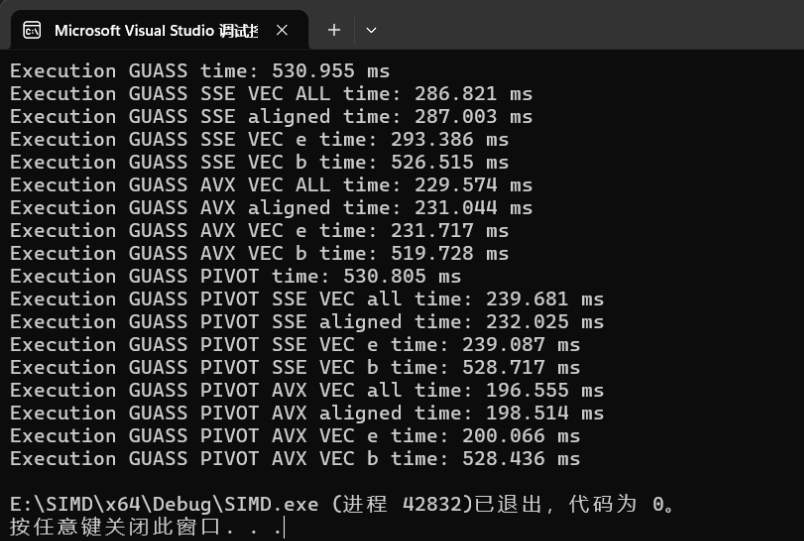 Microsoft Visual Studio 调试
Execution GUASS time: 530.955 ms
Execution GUASS SSE VEC ALL time: 286.821 ms
Execution GUASS SSE aligned time: 287.003 ms
Execution GUASS SSE VEC e time: 293.386 ms
Execution GUASS SSE VEC b time: 526.515 ms
Execution GUASS AVX VEC ALL time: 229.574 ms
Execution GUASS AVX aligned time: 231.044 ms
Execution GUASS AVX VEC e time: 231.717 ms
Execution GUASS AVX VEC b time: 519.728 ms
Execution GUASS PIVOT time: 530.805 ms
Execution GUASS PIVOT SSE VEC all time: 239.681 ms
Execution GUASS PIVOT SSE aligned time: 232.025 ms
Execution GUASS PIVOT SSE VEC e time: 239.087 ms
Execution GUASS PIVOT SSE VEC b time: 528.717 ms
Execution GUASS PIVOT AVX VEC all time: 196.555 ms
Execution GUASS PIVOT AVX aligned time: 198.514 ms
Execution GUASS PIVOT AVX VEC e time: 200.066 ms
Execution GUASS PIVOT AVX VEC b time: 528.436 ms
E:\SIMD\x64\Debug\SIMD.exe (进程 42832)已退出，代码为 0。
按任意键关闭此窗口. . .